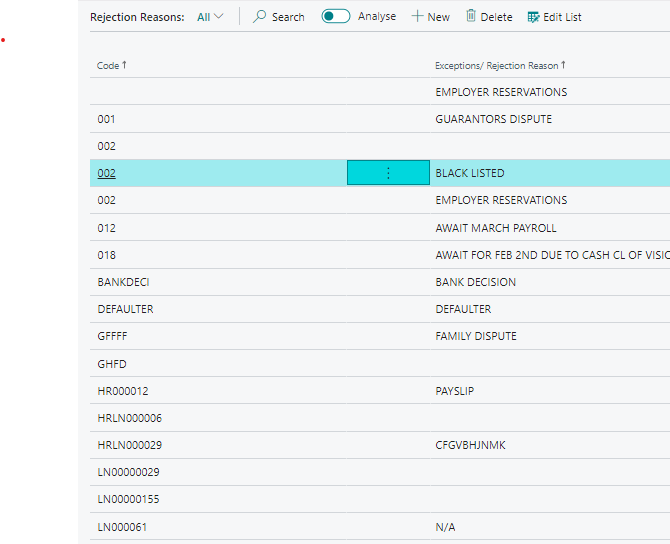 Rejection Reasons: All Search Analyse New Delete Edit List
Code ↑ Exceptions/ Rejection Reason ↑
EMPLOYER RESERVATIONS
001 GUARANTORS DISPUTE
002
002 BLACK LISTED
002 EMPLOYER RESERVATIONS
012 AWAIT MARCH PAYROLL
018 AWAIT FOR FEB 2ND DUE TO CASH CL OF VISIO
BANKDECI BANK DECISION
DEFAULTER DEFAULTER
GFFFF FAMILY DISPUTE
GHFD
HR000012 PAYSLIP
HRLN000006
HRLN000029 CFGVBHJNMK
LN00000029
LN00000155
LN000061 N/A